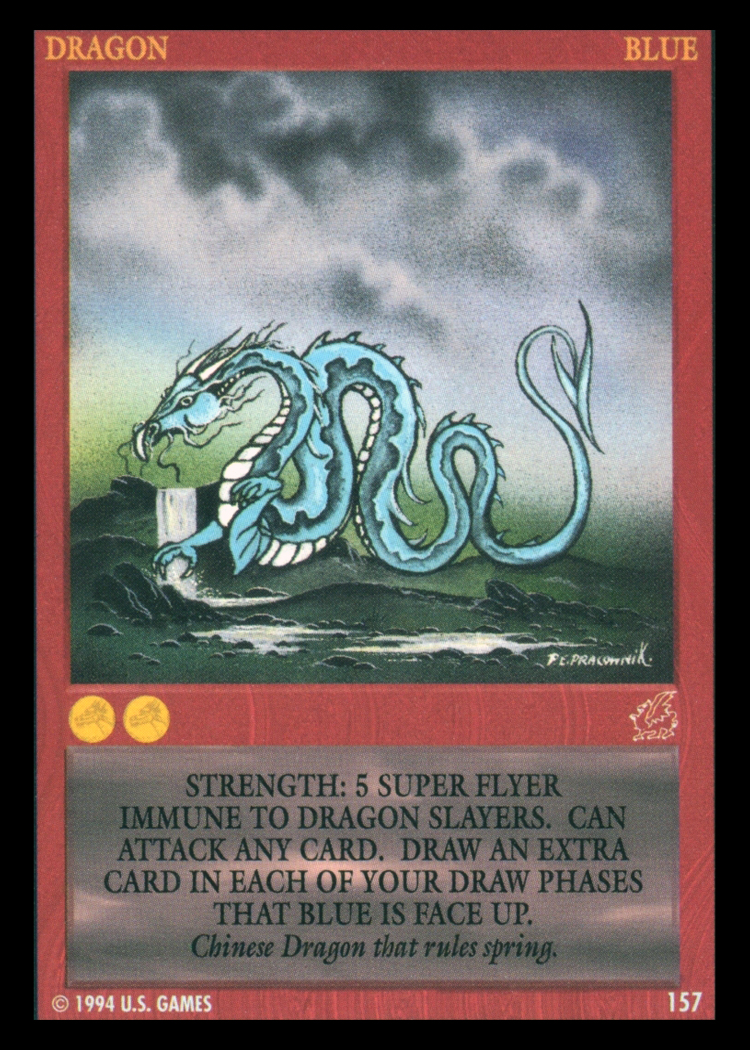 DRAGON BLUE
P.E.PRACOWNIK.
STRENGTH: 5 SUPER FLYER
IMMUNE TO DRAGON SLAYERS. CAN
ATTACK ANY CARD. DRAW AN EXTRA
CARD IN EACH OF YOUR DRAW PHASES
THAT BLUE IS FACE UP.
Chinese Dragon that rules spring.
© 1994 U.S. GAMES 157